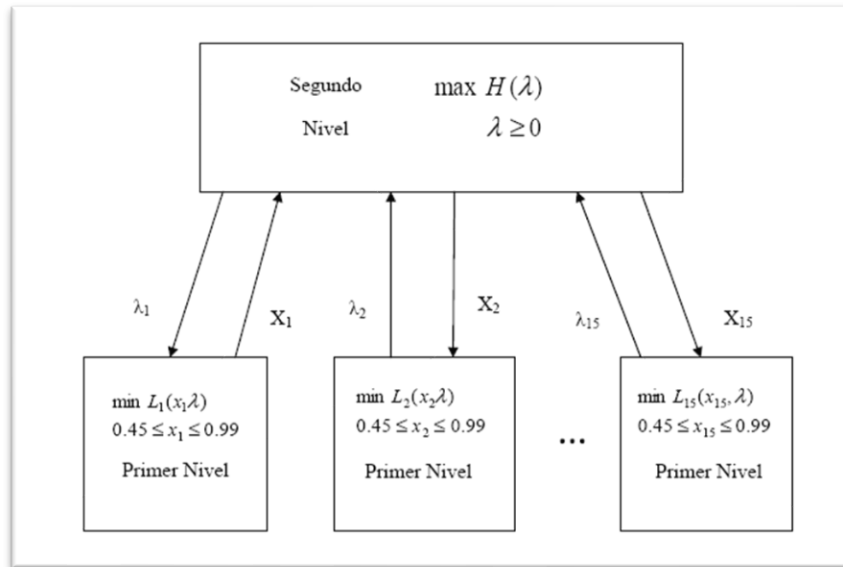 Segundo max H(λ)
Nivel λ ≥ 0
λ₁ X₁ λ₂ X₂ λ₁₅ X₁₅
min L₁(x₁λ)
0.45 ≤ x₁ ≤ 0.99
Primer Nivel
min L₂(x₂λ)
0.45 ≤ x₂ ≤ 0.99
Primer Nivel
...
min L₁₅(x₁₅, λ)
0.45 ≤ x₁₅ ≤ 0.99
Primer Nivel